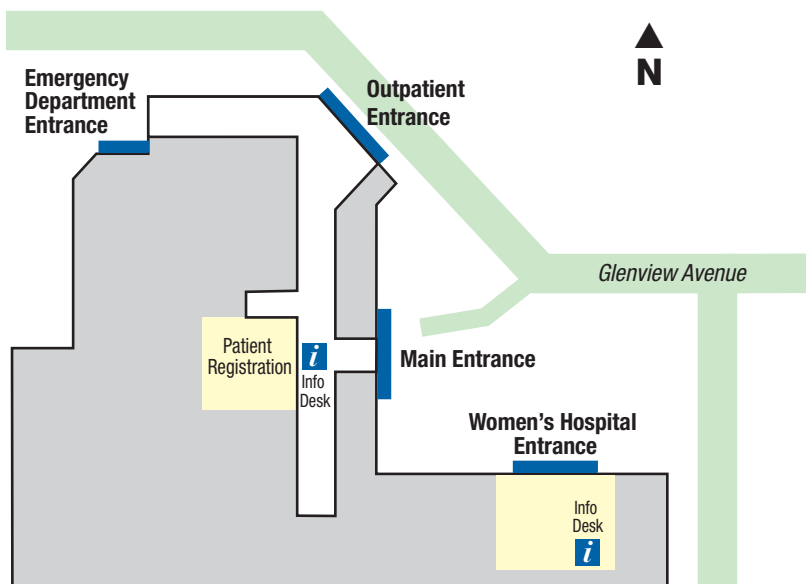 N
Emergency
Department
Entrance
Outpatient
Entrance
Glenview Avenue
Patient
Registration
i
Info
Desk
Main Entrance
Women's Hospital
Entrance
Info
Desk
i